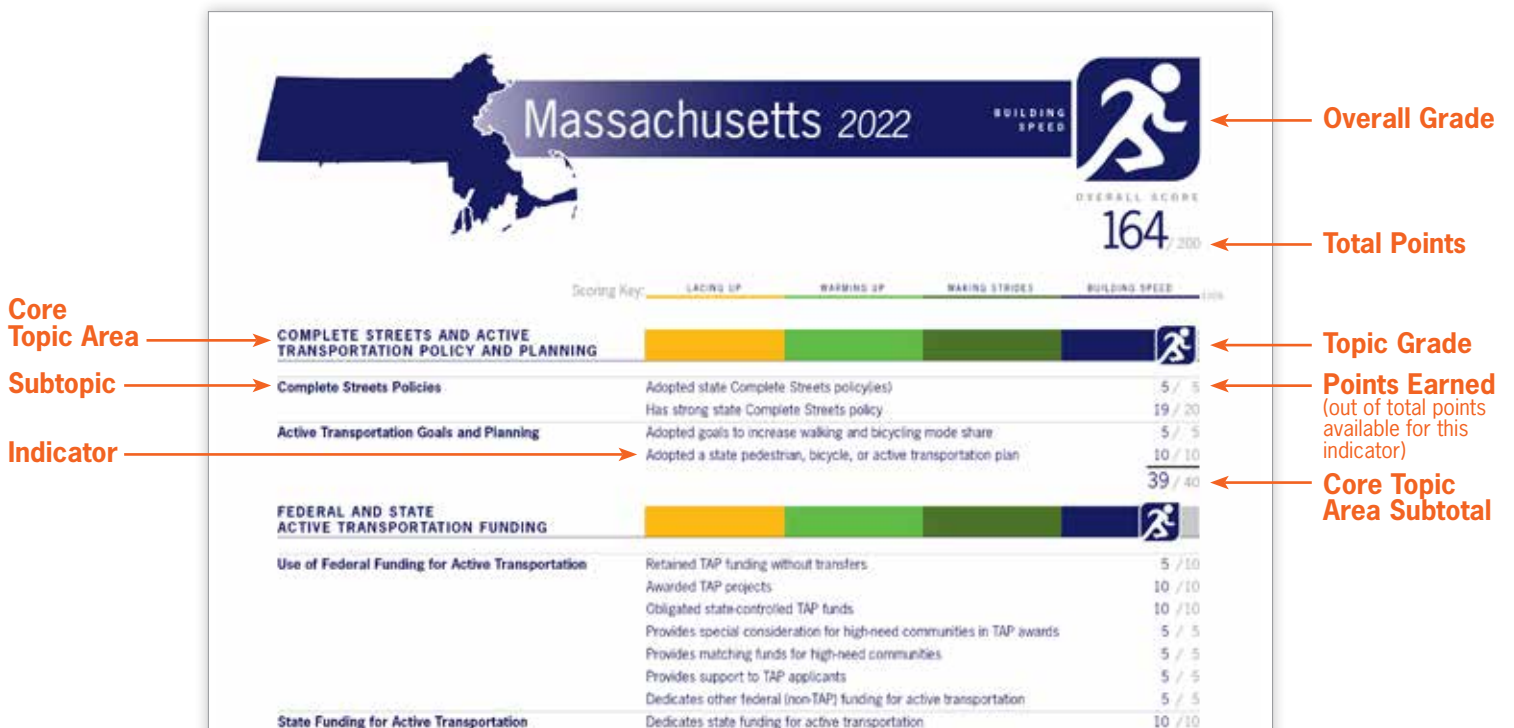 Massachusetts 2022
BUILDING
SPEED
Overall Grade
OVERALL SCORE
164 / 200
Total Points
Scoring Key: LACING UP WARMING UP MAKING STRIDES BUILDING SPEED
Core
Topic Area
COMPLETE STREETS AND ACTIVE
TRANSPORTATION POLICY AND PLANNING
Topic Grade
Subtopic
Complete Streets Policies Adopted state Complete Streets policy(ies) 5 / 5
Points Earned
(out of total points
available for this
indicator)
Has strong state Complete Streets policy 19 / 20
Active Transportation Goals and Planning Adopted goals to increase walking and bicycling mode share 5 / 5
Indicator
Adopted a state pedestrian, bicycle, or active transportation plan 10 / 10
39 / 40
Core Topic
Area Subtotal
FEDERAL AND STATE
ACTIVE TRANSPORTATION FUNDING
Use of Federal Funding for Active Transportation Retained TAP funding without transfers 5 / 10
Awarded TAP projects 10 / 10
Obligated state-controlled TAP funds 10 / 10
Provides special consideration for high-need communities in TAP awards 5 / 5
Provides matching funds for high-need communities 5 / 5
Provides support to TAP applicants 5 / 5
Dedicates other federal (non-TAP) funding for active transportation 5 / 5
State Funding for Active Transportation Dedicates state funding for active transportation 10 / 10